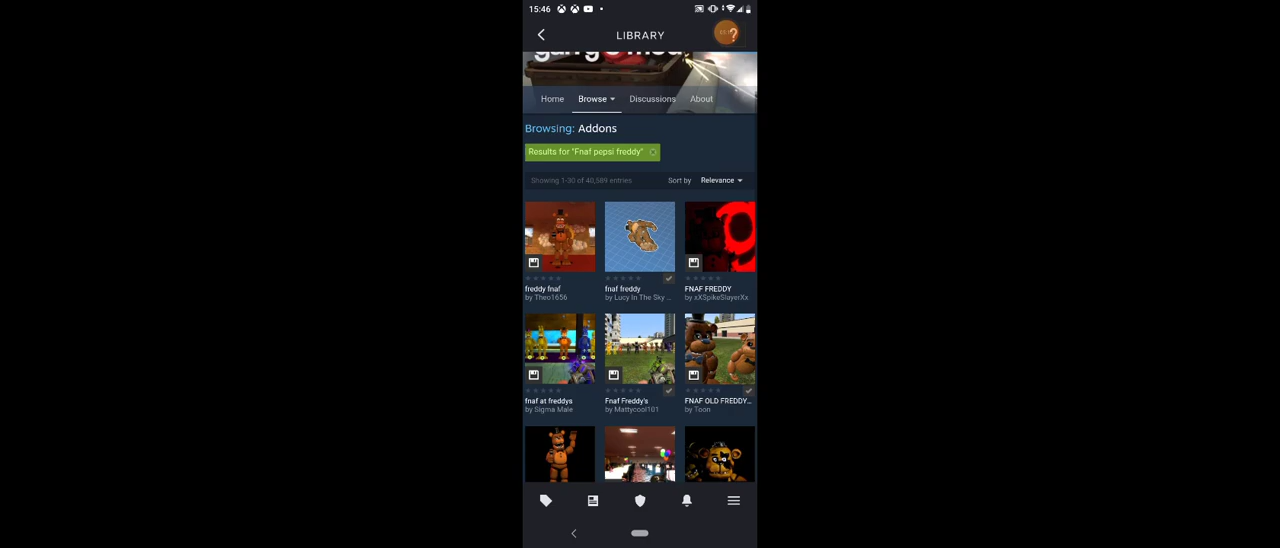 15:46
LIBRARY
garry's mod
Home Browse Discussions About
Browsing: Addons
Results for "Fnaf pepsi freddy"
Showing 1-30 of 40,589 entries Sort by Relevance
freddy fnaf
by Theo1656
fnaf freddy
by Lucy In The Sky ...
FNAF FREDDY
by xXSpikeSlayerXx
fnaf at freddys
by Sigma Male
Fnaf Freddy's
by Mattycool101
FNAF OLD FREDDY...
by Toon